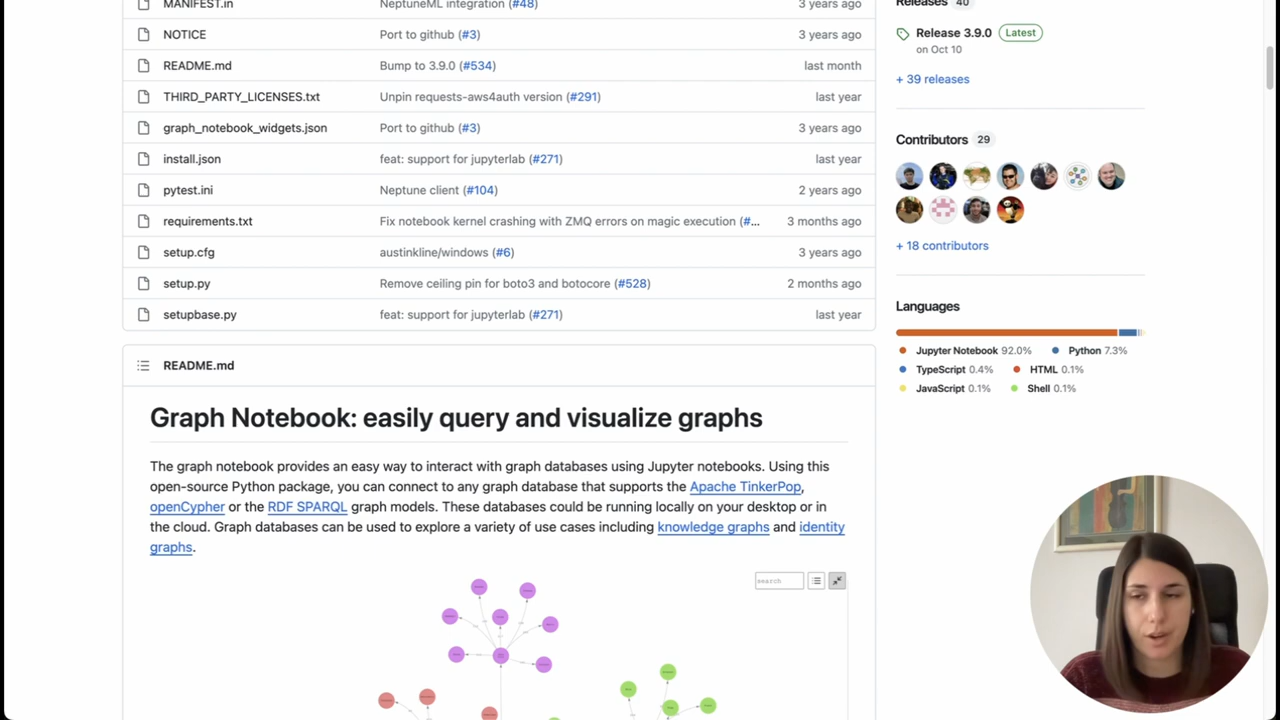 MANIFEST.in NeptuneML integration (#48) 3 years ago
NOTICE Port to github (#3) 3 years ago
README.md Bump to 3.9.0 (#534) last month
THIRD_PARTY_LICENSES.txt Unpin requests-aws4auth version (#291) last year
graph_notebook_widgets.json Port to github (#3) 3 years ago
install.json feat: support for jupyterlab (#271) last year
pytest.ini Neptune client (#104) 2 years ago
requirements.txt Fix notebook kernel crashing with ZMQ errors on magic execution (#... 3 months ago
setup.cfg austinkline/windows (#6) 3 years ago
setup.py Remove ceiling pin for boto3 and botocore (#528) 2 months ago
setupbase.py feat: support for jupyterlab (#271) last year
README.md
Graph Notebook: easily query and visualize graphs
The graph notebook provides an easy way to interact with graph databases using Jupyter notebooks. Using this
open-source Python package, you can connect to any graph database that supports the Apache TinkerPop,
openCypher or the RDF SPARQL graph models. These databases could be running locally on your desktop or in
the cloud. Graph databases can be used to explore a variety of use cases including knowledge graphs and identity
graphs.
search
Releases 40
Release 3.9.0 Latest
on Oct 10
+ 39 releases
Contributors 29
+ 18 contributors
Languages
Jupyter Notebook 92.0% Python 7.3%
TypeScript 0.4% HTML 0.1%
JavaScript 0.1% Shell 0.1%